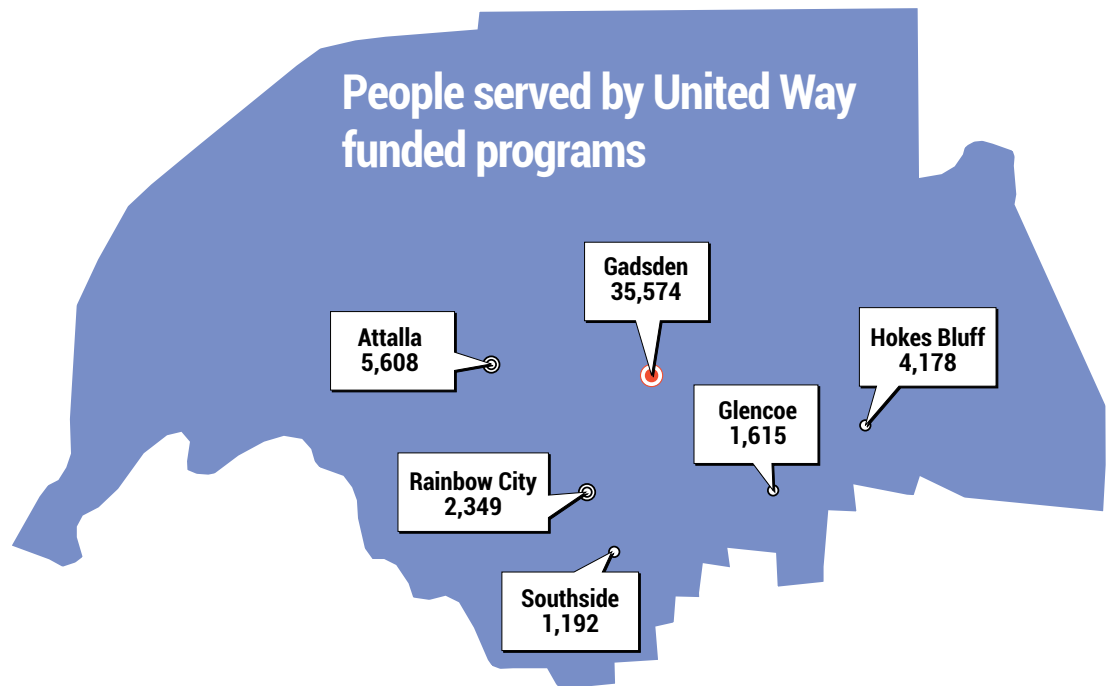 People served by United Way
funded programs
Gadsden
35,574
Attalla
5,608
Hokes Bluff
4,178
Glencoe
1,615
Rainbow City
2,349
Southside
1,192